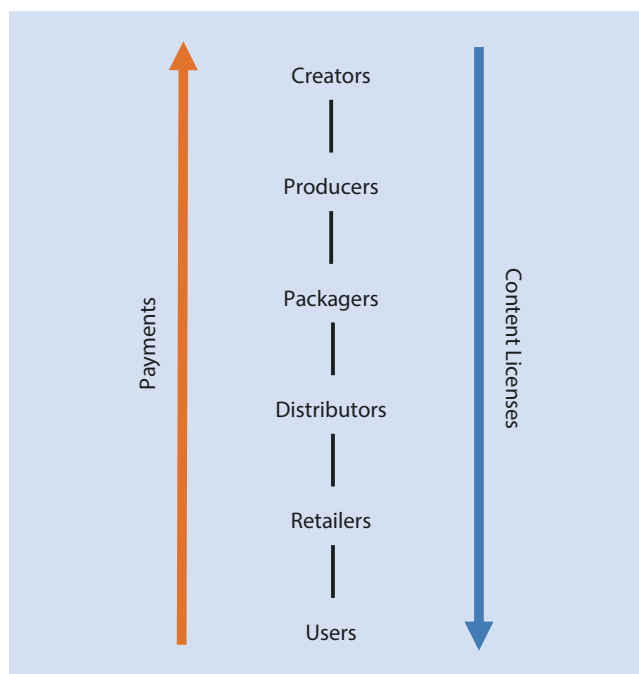 Creators
Producers
Packagers
Distributors
Retailers
Users
Payments
Content Licenses